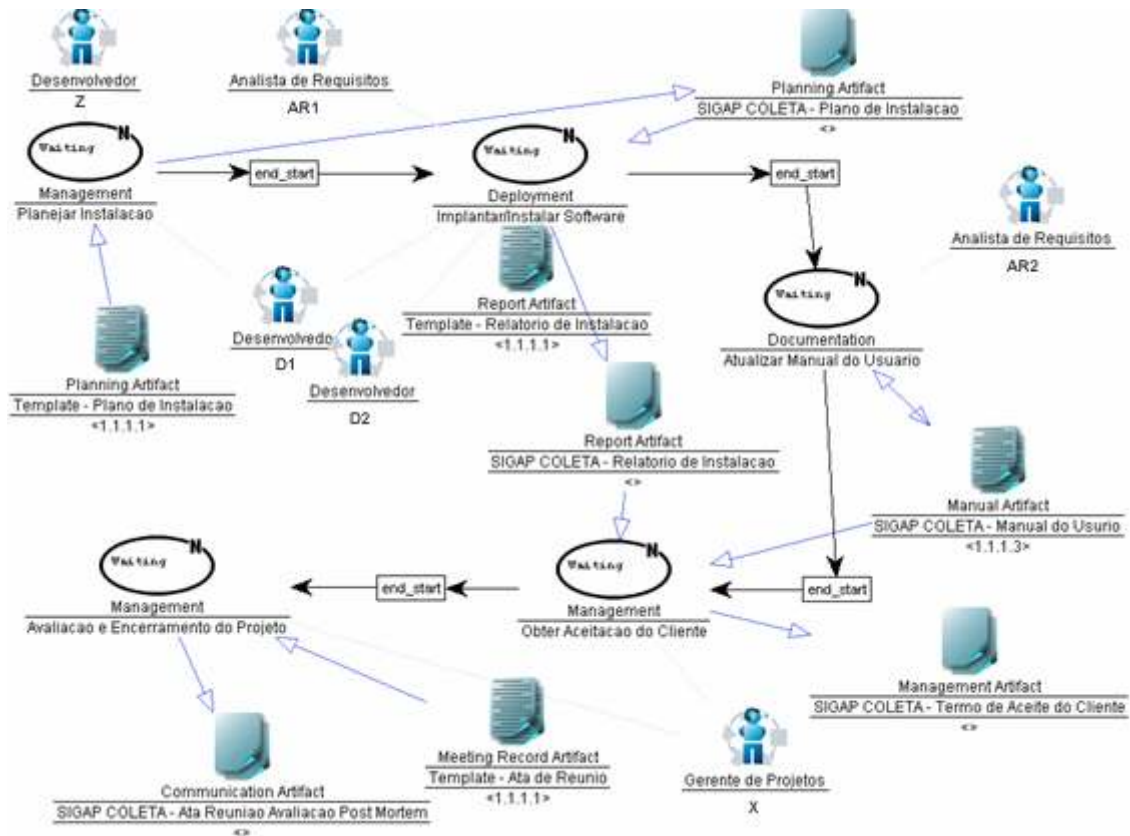 Desenvolvedor
Z
Analista de Requisitos
AR1
Planning Artifact
SIGAP COLETA - Plano de Instalacao
<>
Waiting
N
Management
Planejar Instalacao
end_start
Waiting
N
Deployment
Implantar/Instalar Software
end_start
Analista de Requisitos
AR2
Planning Artifact
Template - Plano de Instalacao
<1.1.1.1>
Desenvolvedo
D1
Desenvolvedor
D2
Report Artifact
Template - Relatorio de Instalacao
<1.1.1.1>
Waiting
N
Documentation
Atualizar Manual do Usuario
Report Artifact
SIGAP COLETA - Relatorio de Instalacao
<>
Manual Artifact
SIGAP COLETA - Manual do Usurio
<1.1.1.3>
Waiting
N
Management
Avaliacao e Encerramento do Projeto
end_start
Waiting
N
Management
Obter Aceitacao do Cliente
end_start
Management Artifact
SIGAP COLETA - Termo de Aceite do Cliente
<>
Communication Artifact
SIGAP COLETA - Ata Reuniao Avaliacao Post Mortem
<>
Meeting Record Artifact
Template - Ata de Reunio
<1.1.1.1>
Gerente de Projetos
X